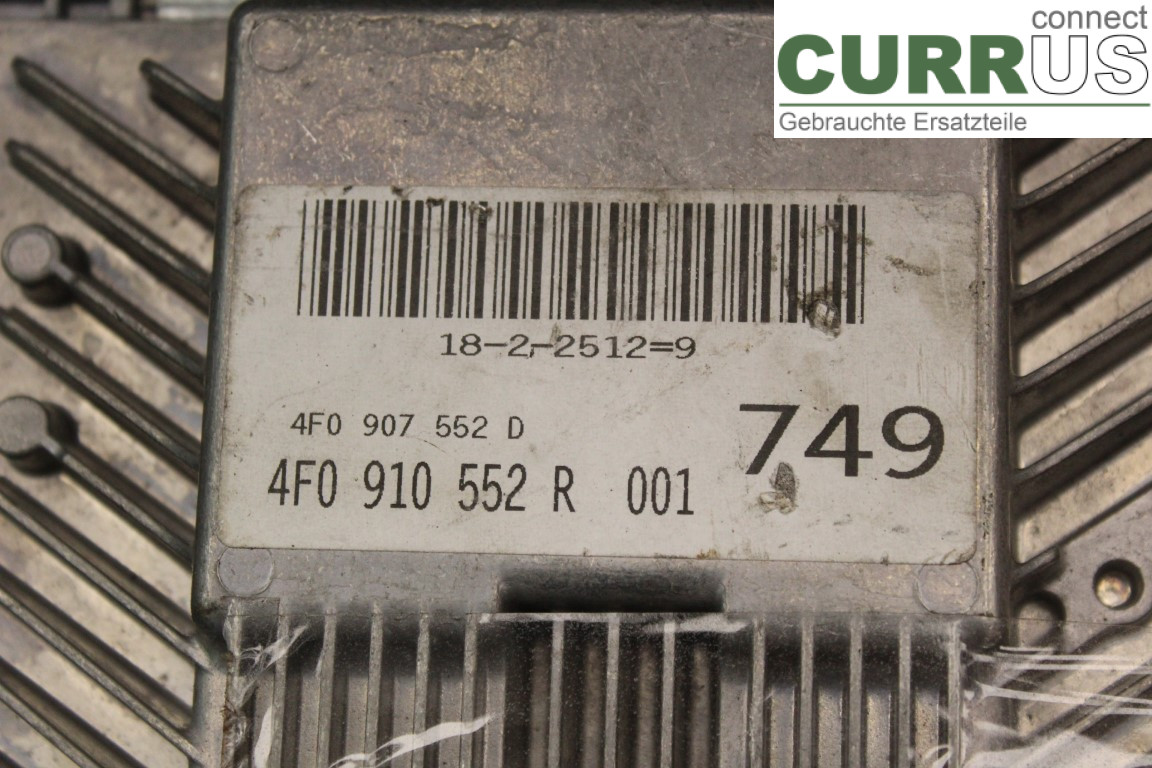 connect
CURRUS
Gebrauchte Ersatzteile
18-2-2512=9
4F0 907 552 D
749
4F0 910 552 R 001